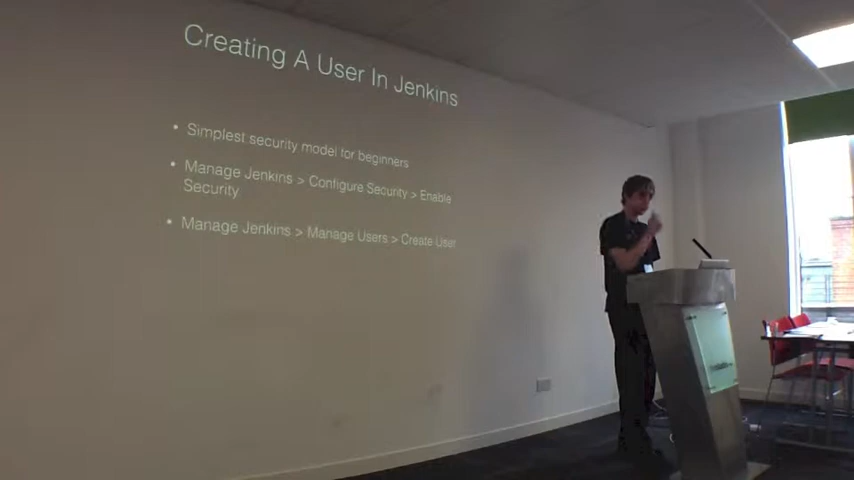 Creating A User In Jenkins
• Simplest security model for beginners
• Manage Jenkins > Configure Security > Enable
Security
• Manage Jenkins > Manage Users > Create User